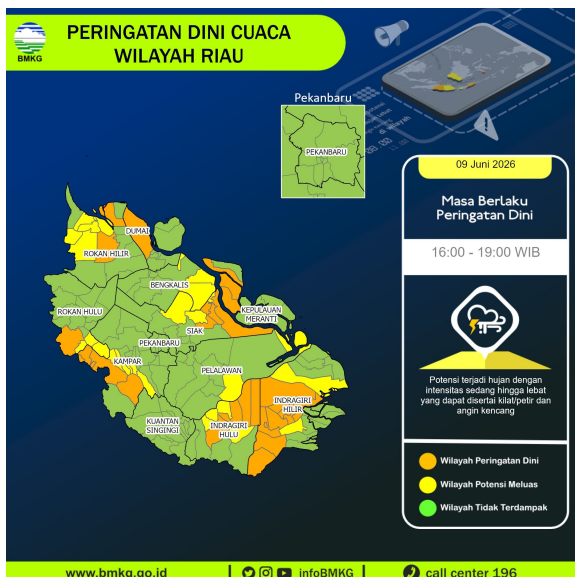 BMKG
PERINGATAN DINI CUACA
WILAYAH RIAU
di wilayah
Pekanbaru
PEKANBARU
09 Juni 2026
Masa Berlaku
Peringatan Dini
16:00 - 19:00 WIB
Potensi terjadi hujan dengan
intensitas sedang hingga lebat
yang dapat disertai kilat/petir dan
angin kencang
Wilayah Peringatan Dini
Wilayah Potensi Meluas
Wilayah Tidak Terdampak
DUMAI
ROKAN HILIR
BENGKALIS
ROKAN HULU
KEPULAUAN
MERANTI
SIAK
PEKANBARU
KAMPAR
PELALAWAN
INDRAGIRI
HILIR
KUANTAN
SINGINGI
INDRAGIRI
HULU
www.bmkg.go.id
infoBMKG
call center 196